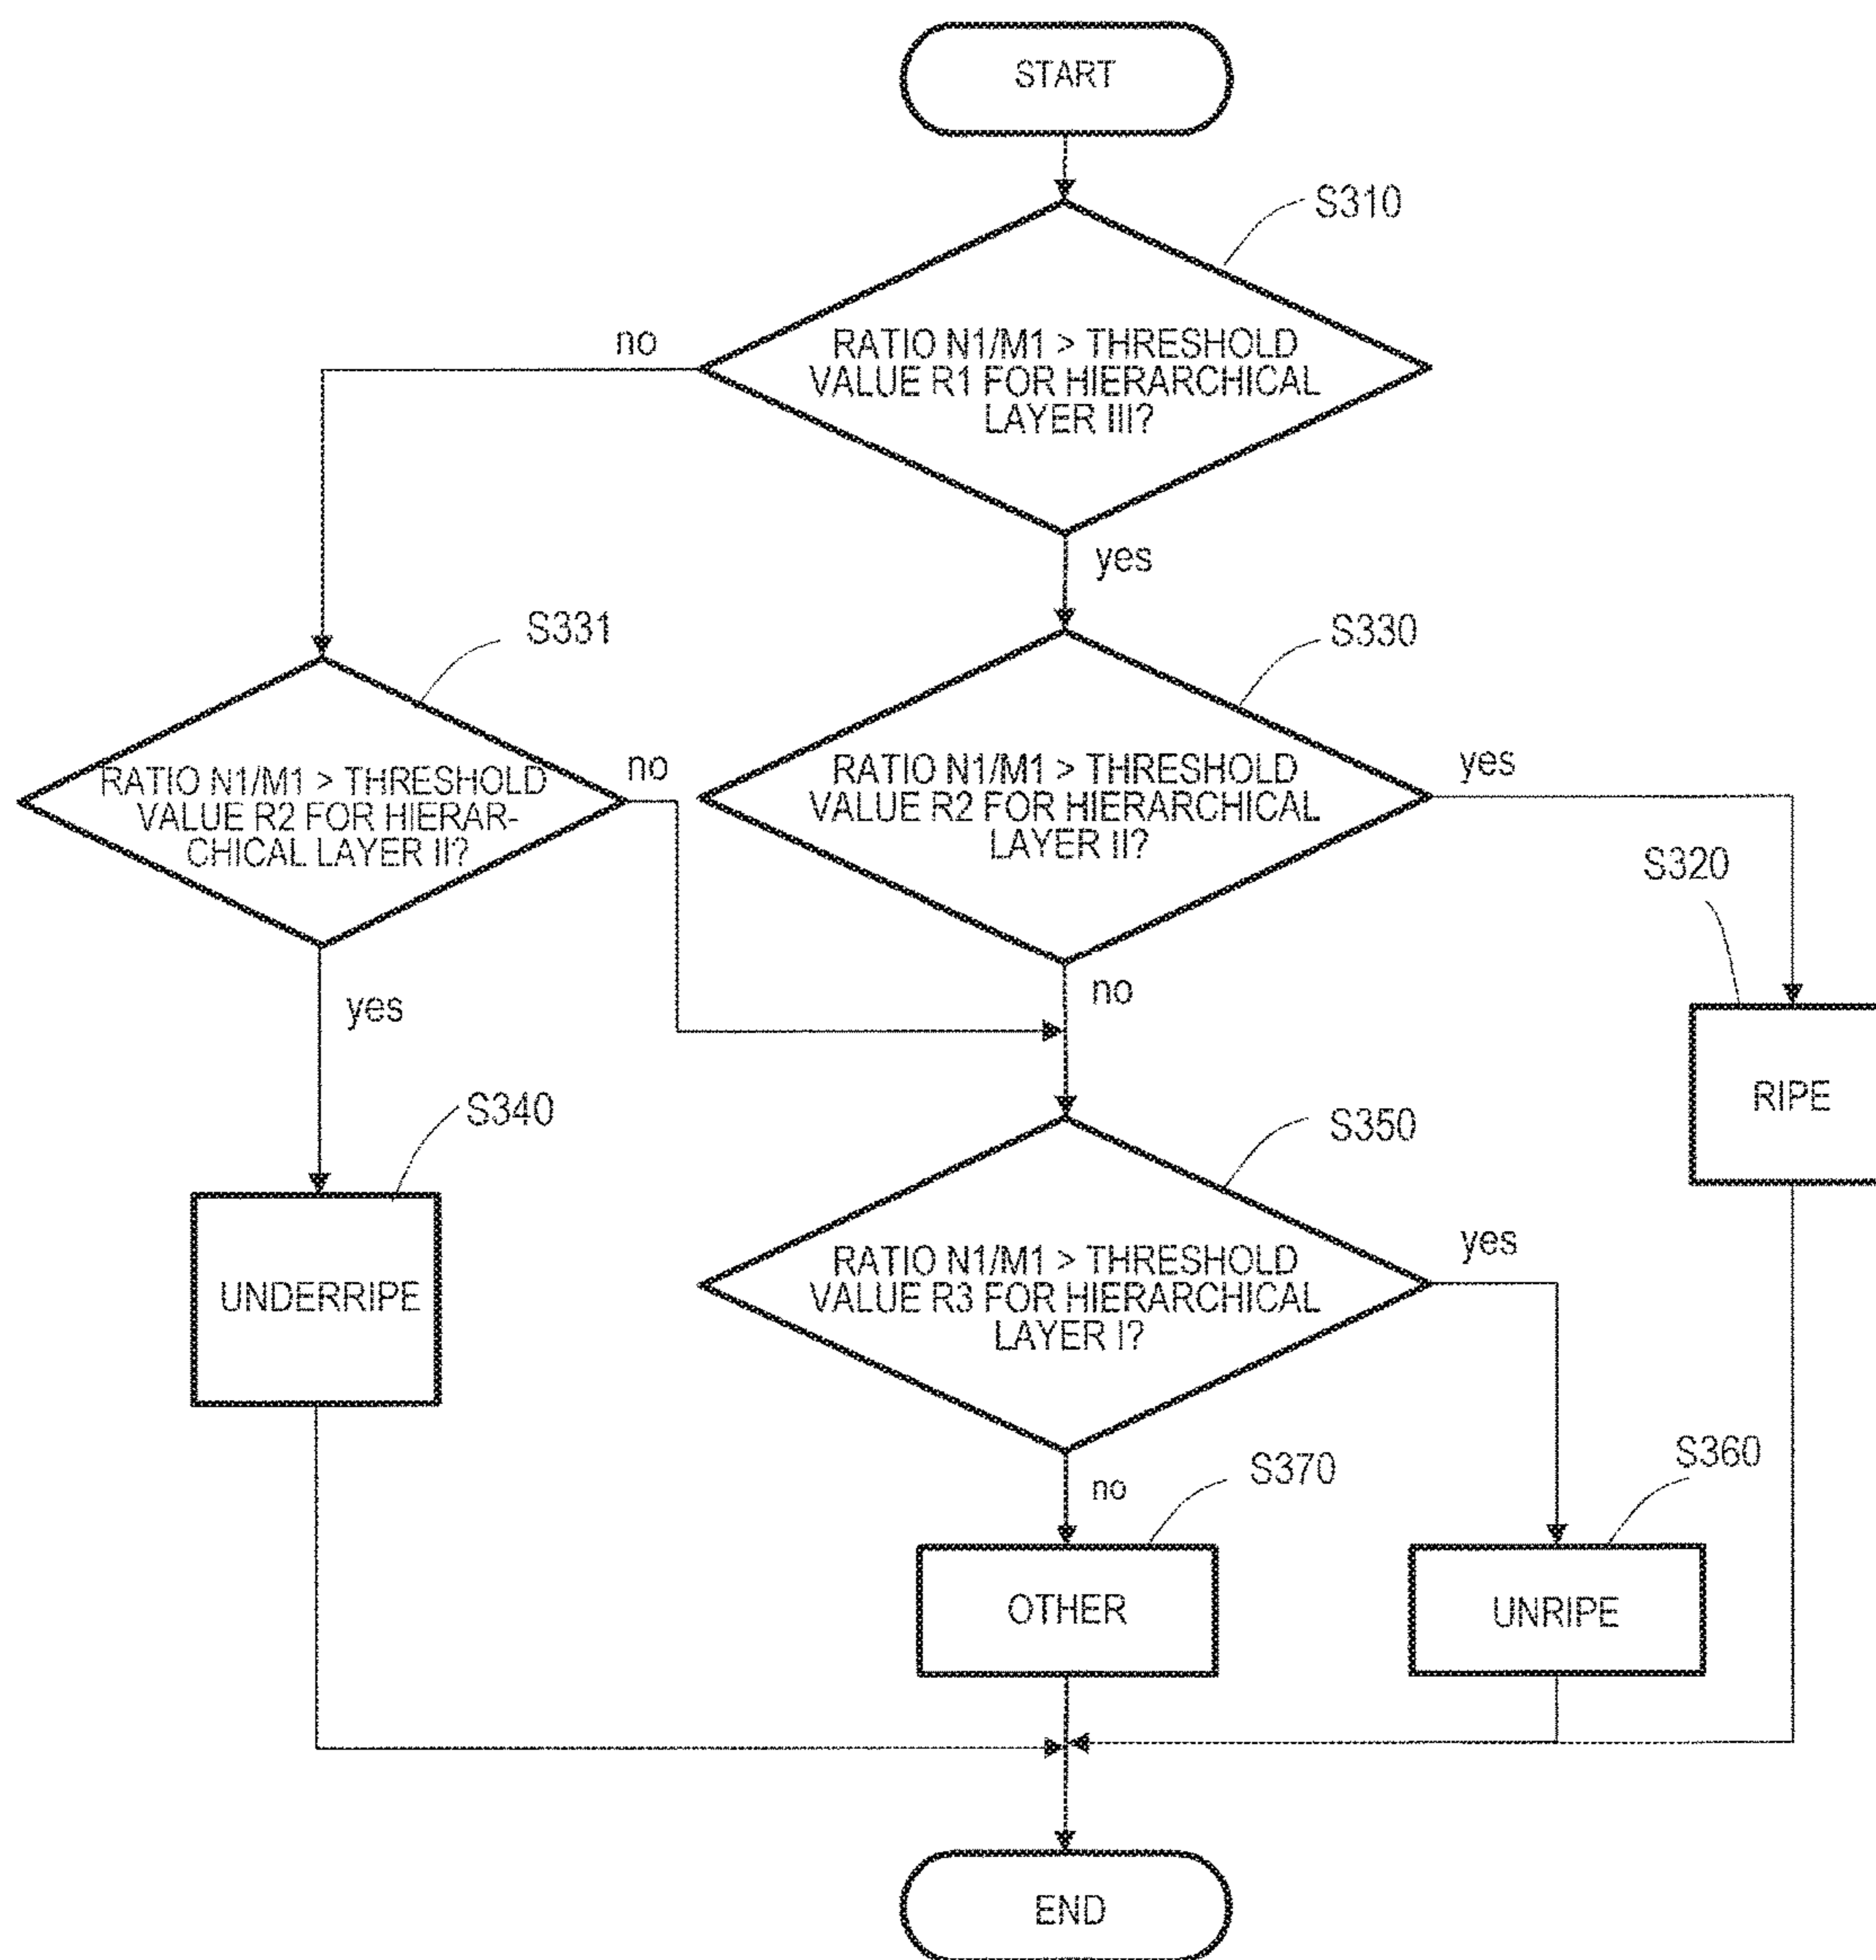 START
S310
RATIO N1/M1 > THRESHOLD
VALUE R1 FOR HIERARCHICAL
LAYER III?
no
yes
S331
S330
RATIO N1/M1 > THRESHOLD
VALUE R2 FOR HIERAR-
CHICAL LAYER II?
no
yes
RATIO N1/M1 > THRESHOLD
VALUE R2 FOR HIERARCHICAL
LAYER II?
yes
no
S320
RIPE
S340
UNDERRIPE
S350
RATIO N1/M1 > THRESHOLD
VALUE R3 FOR HIERARCHICAL
LAYER I?
yes
no
S370
OTHER
S360
UNRIPE
END